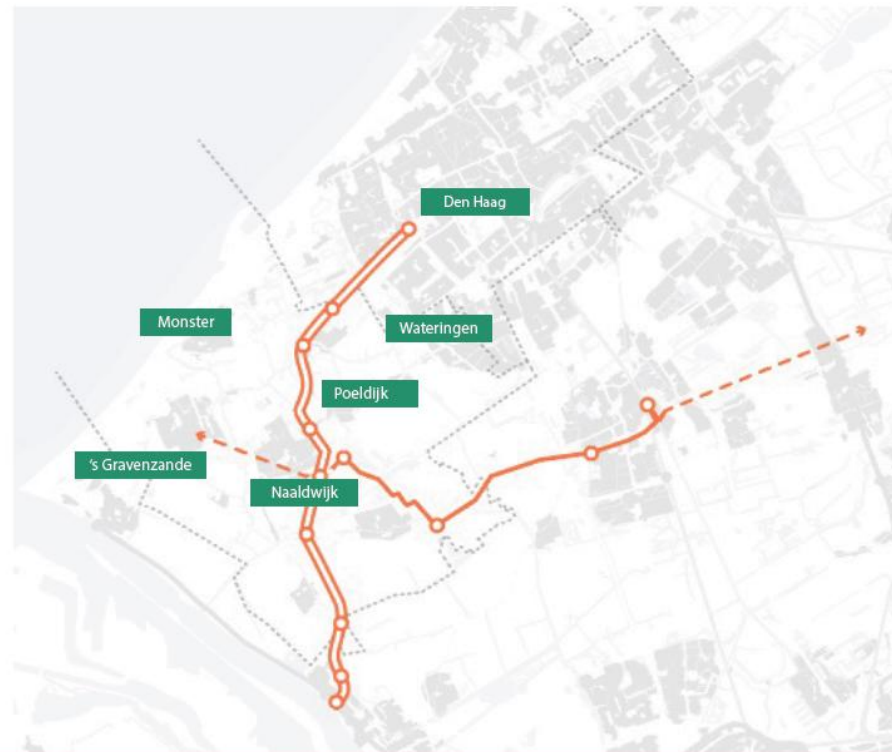 Den Haag
Monster
Wateringen
Poeldijk
's Gravenzande
Naaldwijk